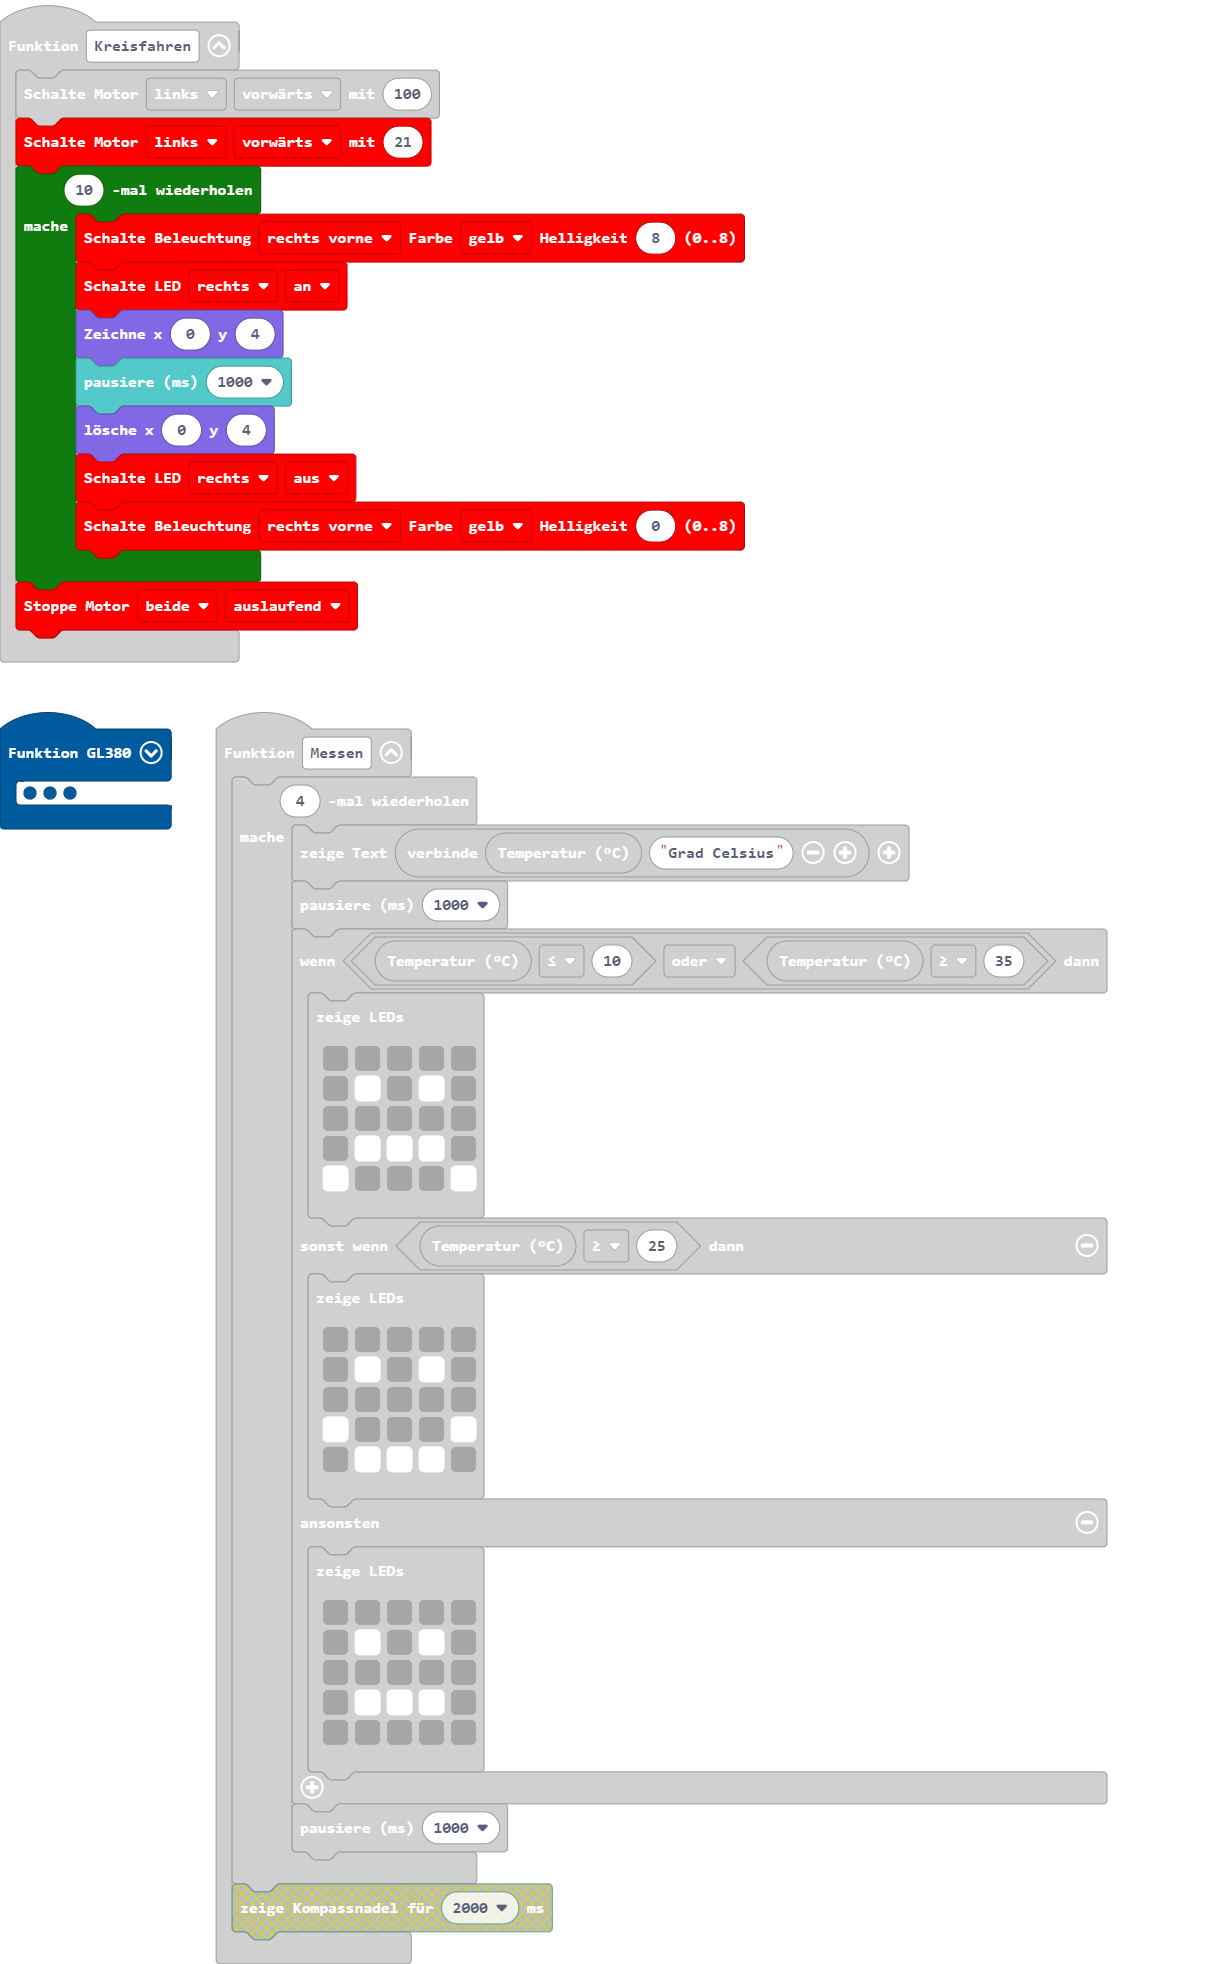 Funktion Kreisfahren
Schalte Motor links vorwärts mit 100
Schalte Motor links vorwärts mit 21
10 -mal wiederholen
mache
Schalte Beleuchtung rechts vorne Farbe gelb Helligkeit 8 (0..8)
Schalte LED rechts an
Zeichne x 0 y 4
pausiere (ms) 1000
lösche x 0 y 4
Schalte LED rechts aus
Schalte Beleuchtung rechts vorne Farbe gelb Helligkeit 0 (0..8)
Stoppe Motor beide auslaufend
Funktion GL380
Funktion Messen
4 -mal wiederholen
mache
zeige Text verbinde Temperatur (°C) "Grad Celsius"
pausiere (ms) 1000
wenn Temperatur (°C) ≤ 10 oder Temperatur (°C) ≥ 35 dann
zeige LEDs
sonst wenn Temperatur (°C) ≥ 25 dann
zeige LEDs
ansonsten
zeige LEDs
pausiere (ms) 1000
zeige Kompassnadel für 2000 ms